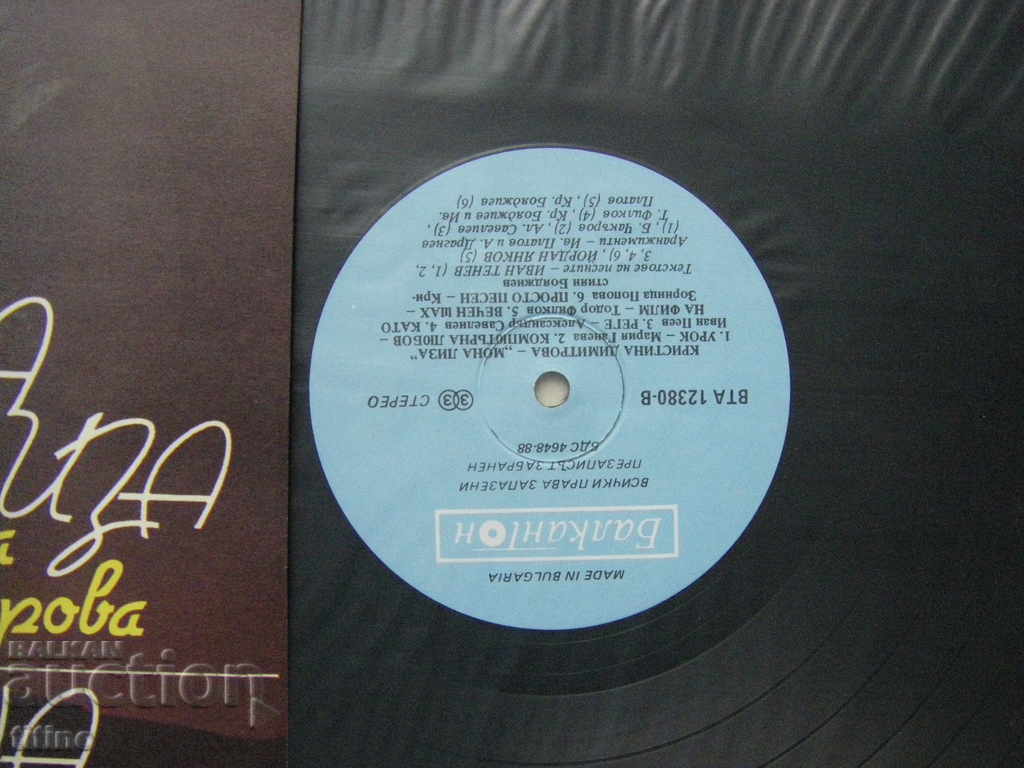 MADE IN BULGARIA
Балкантон
ВСИЧКИ ПРАВА ЗАПАЗЕНИ
ПРЕЗАПИСЪТ ЗАБРАНЕН
БДС 4648-88
ВТА 12380-В
33 СТЕРЕО
КРИСТИНА ДИМИТРОВА – „МОНА ЛИЗА“
1. УРОК – Мария Ганева 2. КОМПЮТЪРНА ЛЮБОВ –
Иван Пеев 3. РЕГЕ – Александър Савелиев 4. КАТО
НА ФИЛМ – Тодор Филков 5. ВЕЧЕН ШАХ –
Зорница Попова 6. ПРОСТО ПЕСЕН – Кри-
стиян Бояджиев
Текстове на песните – ИВАН ТЕНЕВ (1, 2,
3, 4, 6), ЙОРДАН ЯНКОВ (5)
Аранжименти – Ив. Платов и А. Драгнев
(1), Б. Чакъров (2), Ал. Савелиев (3),
Т. Филков (4), Кр. Бояджиев и Ив.
Платов (5), Кр. Бояджиев (6)
рова
BALKAN
auction
titinc